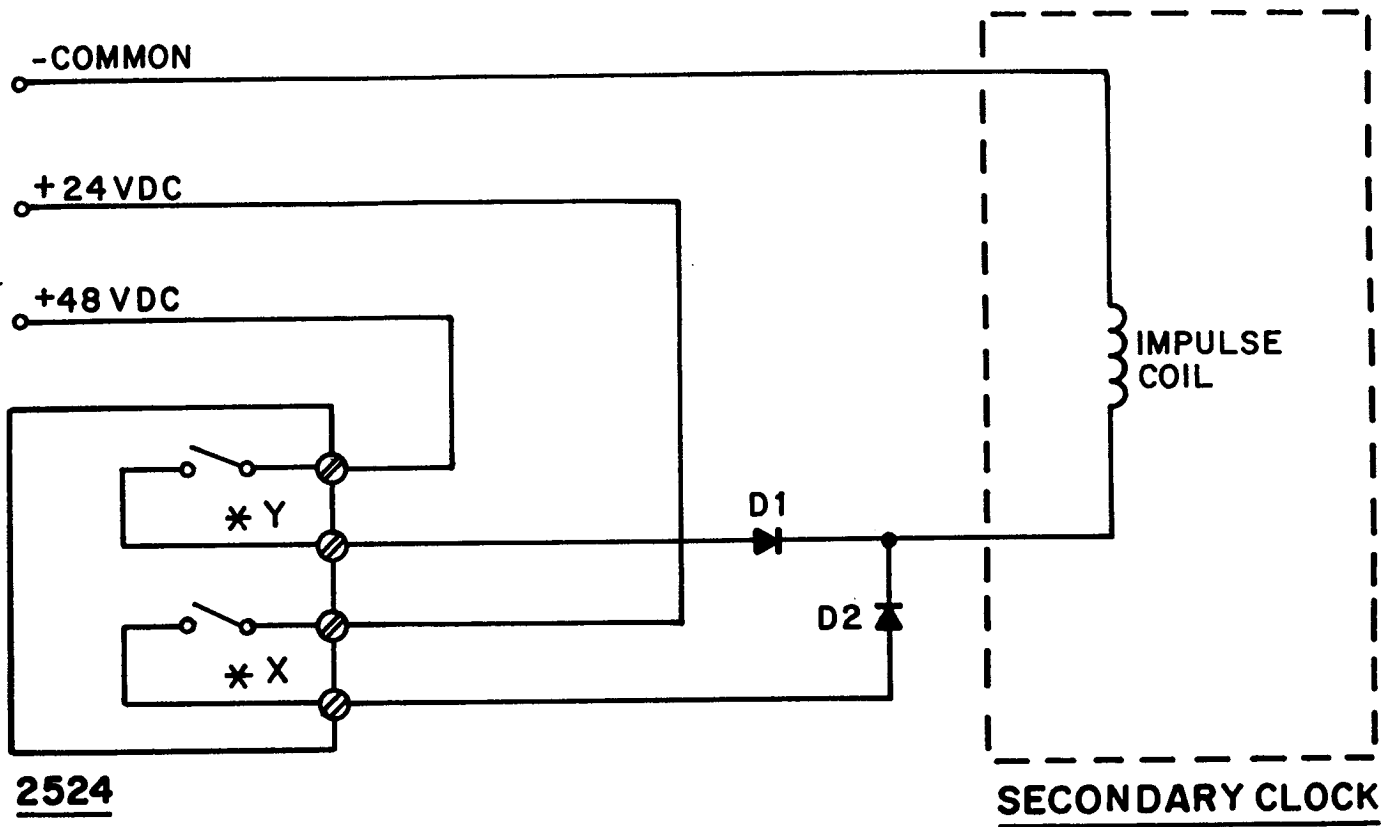 -COMMON
+24VDC
+48VDC
IMPULSE
COIL
* Y
D1
D2
* X
2524
SECONDARY CLOCK